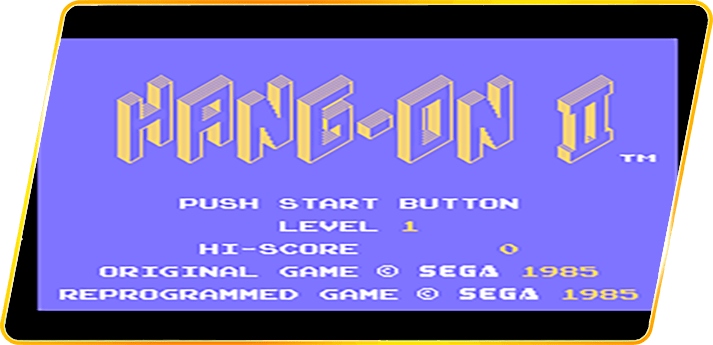 HANG-ON II
TM
PUSH START BUTTON
LEVEL 1
HI-SCORE 0
ORIGINAL GAME © SEGA 1985
REPROGRAMMED GAME © SEGA 1985